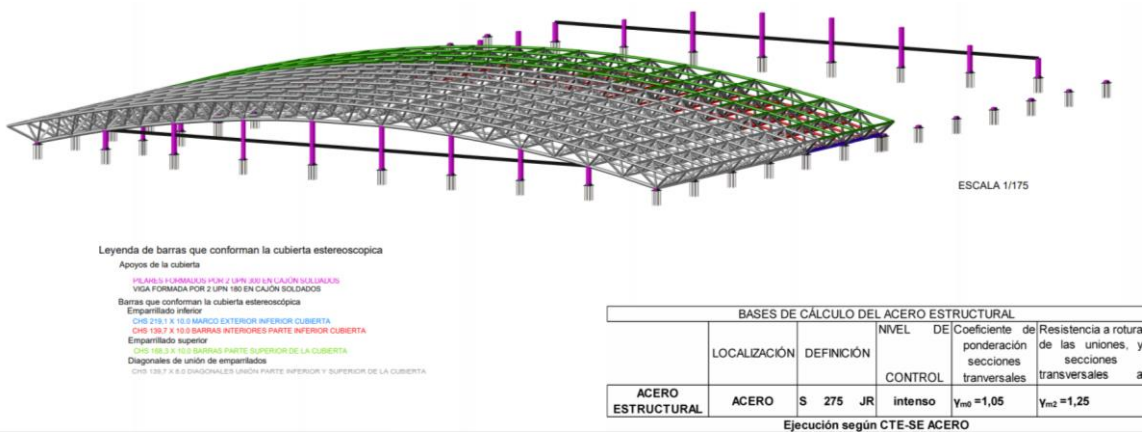 ESCALA 1/175
Leyenda de barras que conforman la cubierta estereoscopica
Apoyos de la cubierta
PILARES FORMADOS POR 2 UPN 300 EN CAJÓN SOLDADOS
VIGA FORMADA POR 2 UPN 180 EN CAJÓN SOLDADOS
Barras que conforman la cubierta estereoscópica
Emparrillado inferior
CHS 219,1 X 10.0 MARCO EXTERIOR INFERIOR CUBIERTA
CHS 139,7 X 10.0 BARRAS INTERIORES PARTE INFERIOR CUBIERTA
Emparrillado superior
CHS 168,3 X 10.0 BARRAS PARTE SUPERIOR DE LA CUBIERTA
Diagonales de unión de emparillados
CHS 139,7 X 8.0 DIAGONALES UNIÓN PARTE INFERIOR Y SUPERIOR DE LA CUBIERTA
BASES DE CÁLCULO DEL ACERO ESTRUCTURAL
LOCALIZACIÓN
DEFINICIÓN
NIVEL DE
CONTROL
Coeficiente de
ponderación
secciones
tranversales
Resistencia a rotura
de las uniones, y
secciones
transversales a
ACERO
ESTRUCTURAL
ACERO
S 275 JR
intenso
γm0 =1,05
γm2 =1,25
Ejecución según CTE-SE ACERO